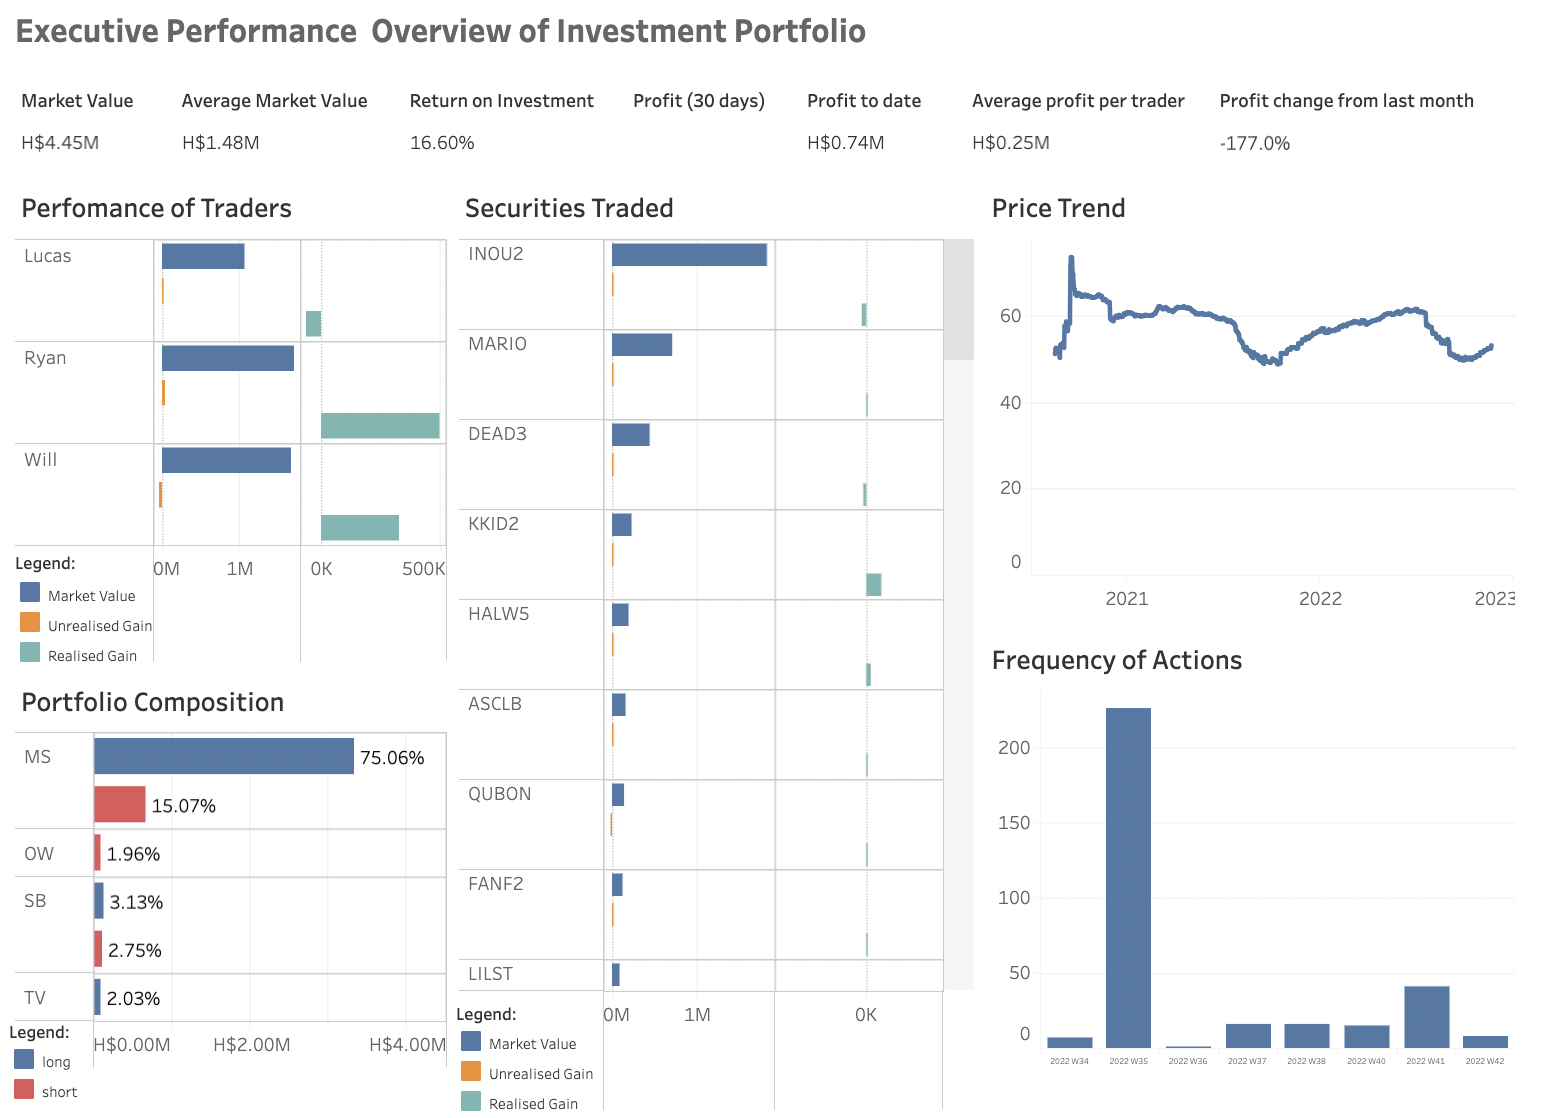 Executive Performance  Overview of Investment Portfolio
Market Value
Average Market Value
Return on Investment
Profit (30 days)
Profit to date
Average profit per trader
Profit change from last month
H$4.45M
H$1.48M
16.60%
H$0.74M
H$0.25M
-177.0%
Perfomance of Traders
Lucas
Ryan
Will
0M
1M
0K
500K
Legend:
Market Value
Unrealised Gain
Realised Gain
Portfolio Composition
MS
75.06%
15.07%
OW
1.96%
SB
3.13%
2.75%
TV
2.03%
H$0.00M
H$2.00M
H$4.00M
Legend:
long
short
Securities Traded
INOU2
MARIO
DEAD3
KKID2
HALW5
ASCLB
QUBON
FANF2
LILST
0M
1M
0K
Legend:
Market Value
Unrealised Gain
Realised Gain
Price Trend
60
40
20
0
2021
2022
2023
Frequency of Actions
200
150
100
50
0
2022 W34
2022 W35
2022 W36
2022 W37
2022 W38
2022 W40
2022 W41
2022 W42